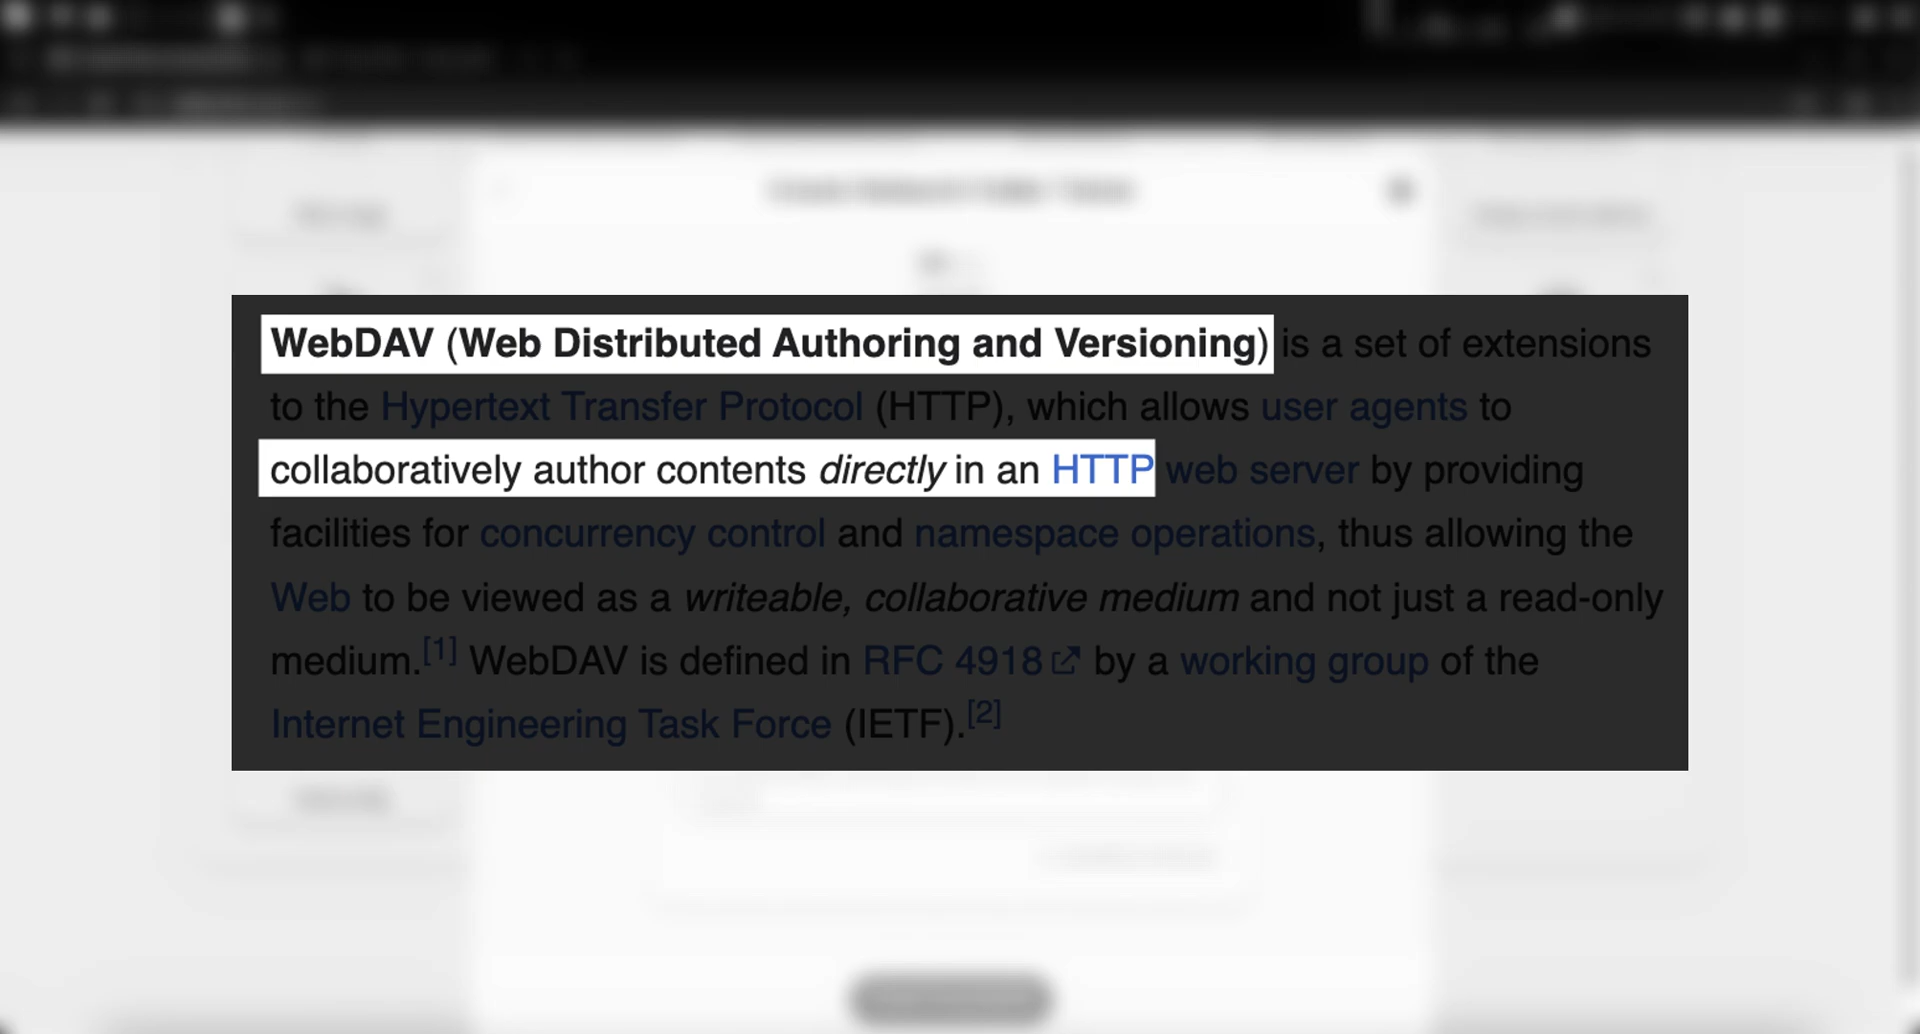 WebDAV (Web Distributed Authoring and Versioning) is a set of extensions
to the Hypertext Transfer Protocol (HTTP), which allows user agents to
collaboratively author contents directly in an HTTP web server by providing
facilities for concurrency control and namespace operations, thus allowing the
Web to be viewed as a writeable, collaborative medium and not just a read-only
medium.[1] WebDAV is defined in RFC 4918 by a working group of the
Internet Engineering Task Force (IETF).[2]